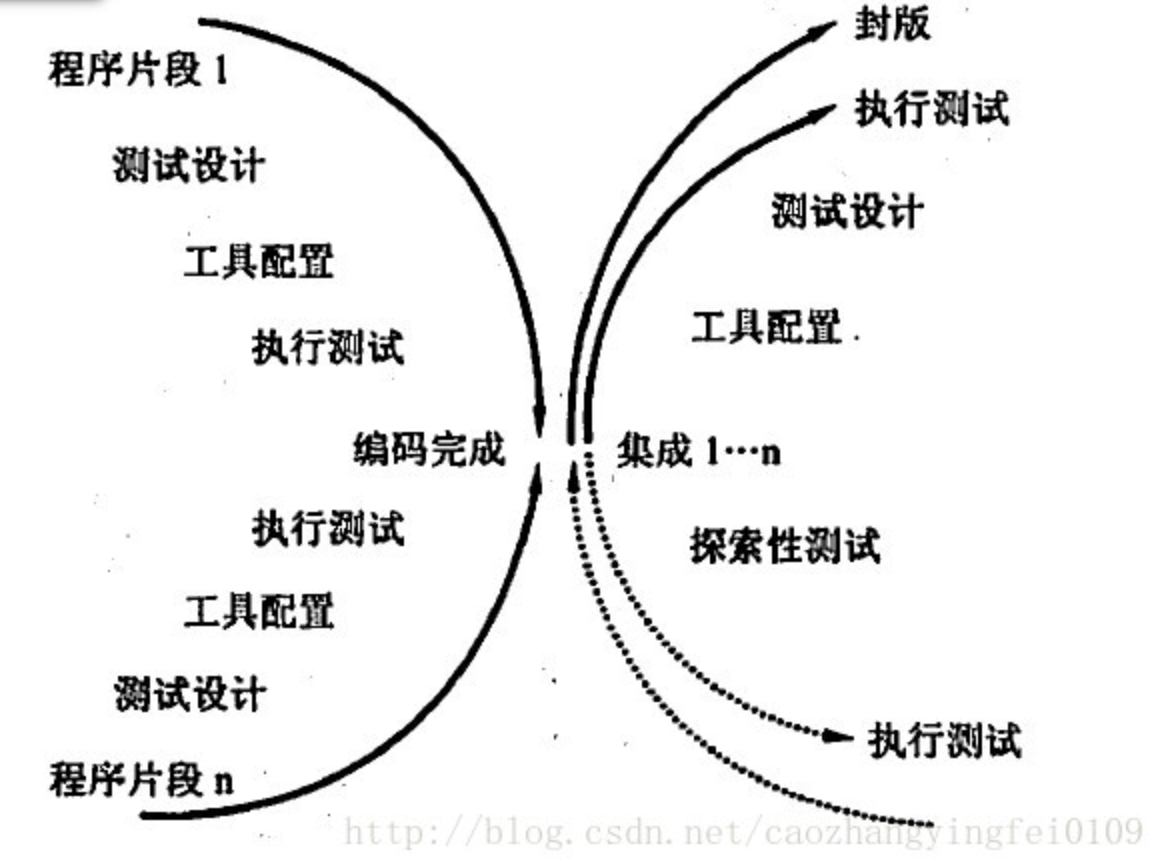 程序片段 1
测试设计
工具配置
执行测试
编码完成
执行测试
工具配置
测试设计
程序片段 n
封版
执行测试
测试设计
工具配置
集成 1…n
探索性测试
执行测试
http://blog.csdn.net/caozhangyingfei0109